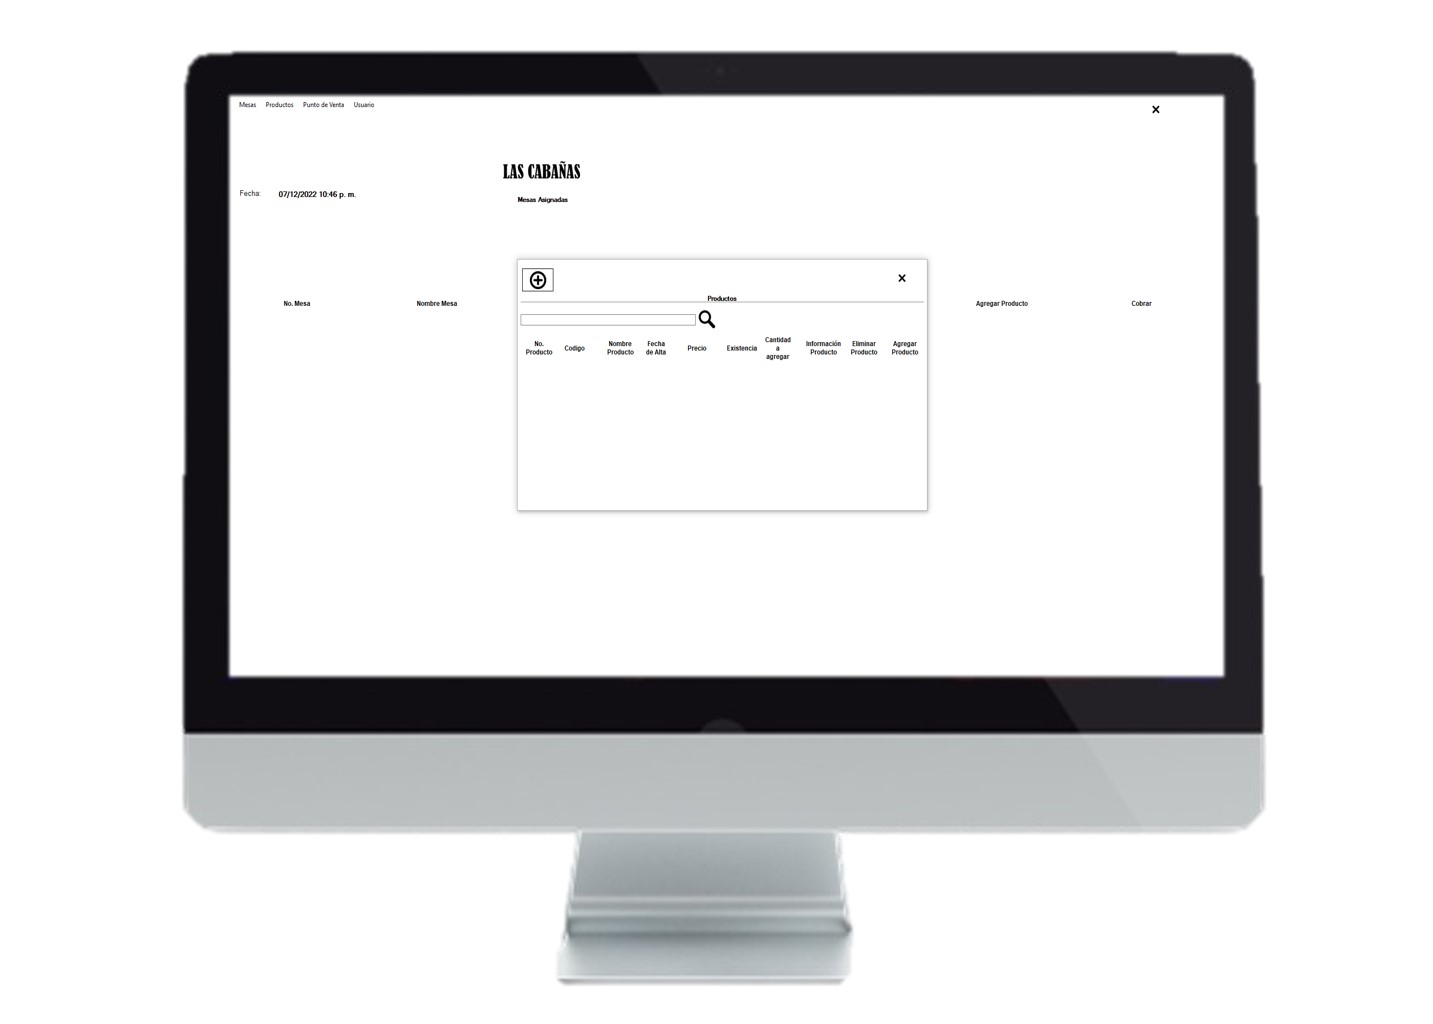 Mesas Productos Punto de Venta Usuario
LAS CABAÑAS
Fecha: 07/12/2022 10:46 p. m.
Mesas Asignadas
No. Mesa Nombre Mesa Agregar Producto Cobrar
Productos
No. Producto Codigo Nombre Producto Fecha de Alta Precio Existencia Cantidad a agregar Información Producto Eliminar Producto Agregar Producto